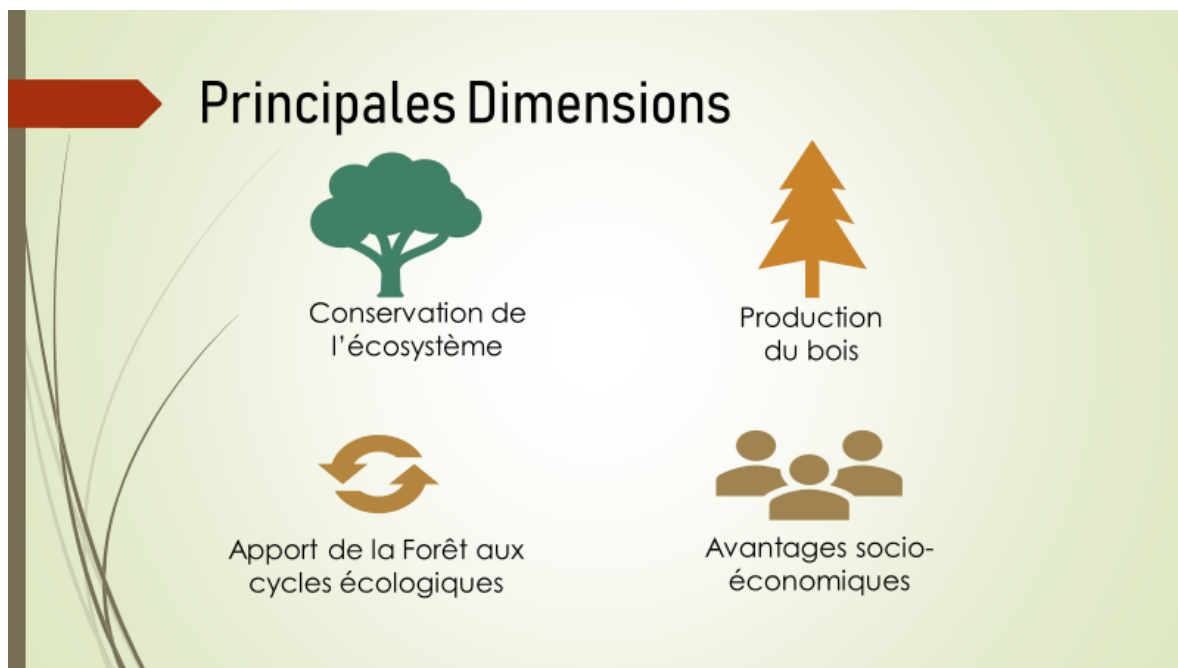 Principales Dimensions
Conservation de
l'écosystème
Production
du bois
Apport de la Forêt aux
cycles écologiques
Avantages socio-
économiques